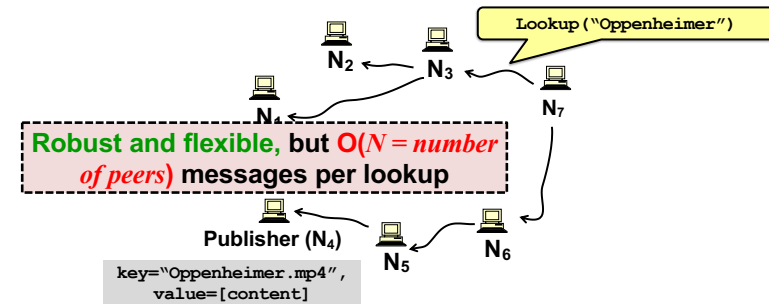 Lookup("Oppenheimer")
N2
N3
N7
Robust and flexible, but O(N = number
of peers) messages per lookup
Publisher (N4)
N5
N6
key="Oppenheimer.mp4",
value=[content]